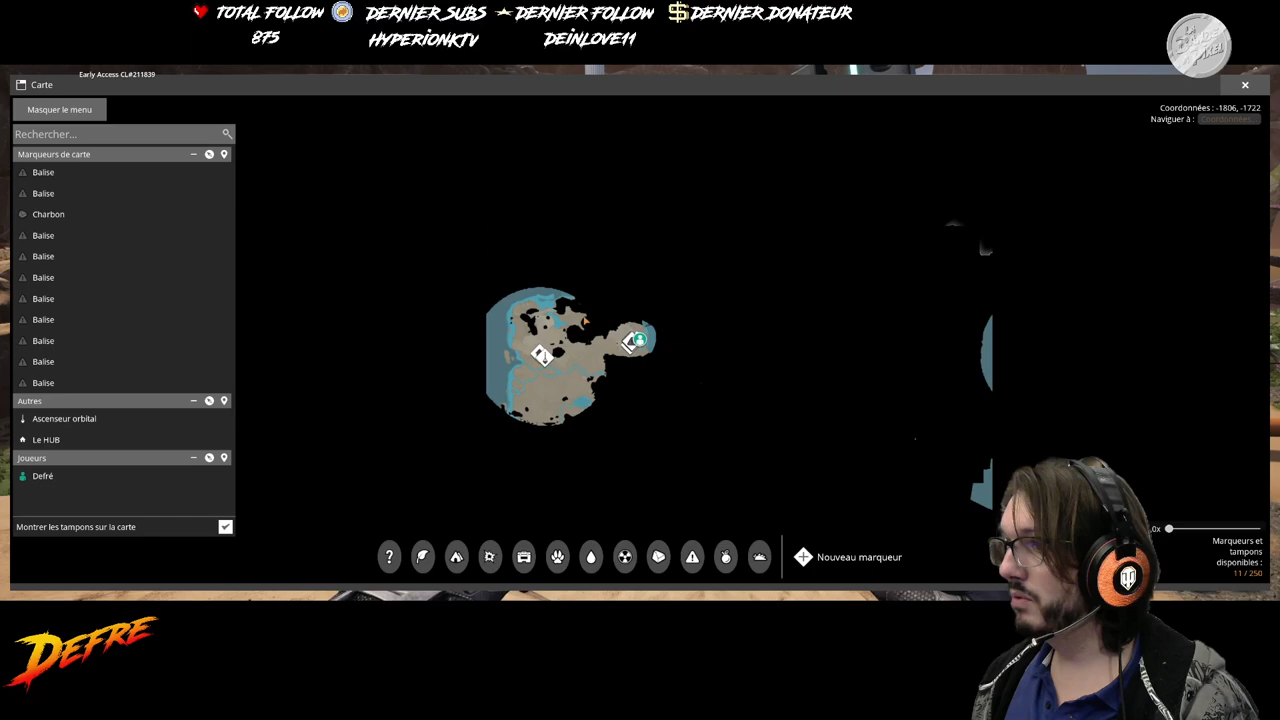 TOTAL FOLLOW
875
DERNIER SUBS
HYPERIONKTV
DERNIER FOLLOW
DEINLOVE11
DERNIER DONATEUR
Early Access CL#211839
Carte
Masquer le menu
Coordonnées : -1806, -1722
Naviguer à : Coordonnées...
Rechercher...
Marqueurs de carte
Balise
Balise
Charbon
Balise
Balise
Balise
Balise
Balise
Balise
Balise
Balise
Autres
Ascenseur orbital
Le HUB
Joueurs
Defré
Montrer les tampons sur la carte
Nouveau marqueur
.0x
Marqueurs et
tampons
disponibles :
11 / 250
DEFRE